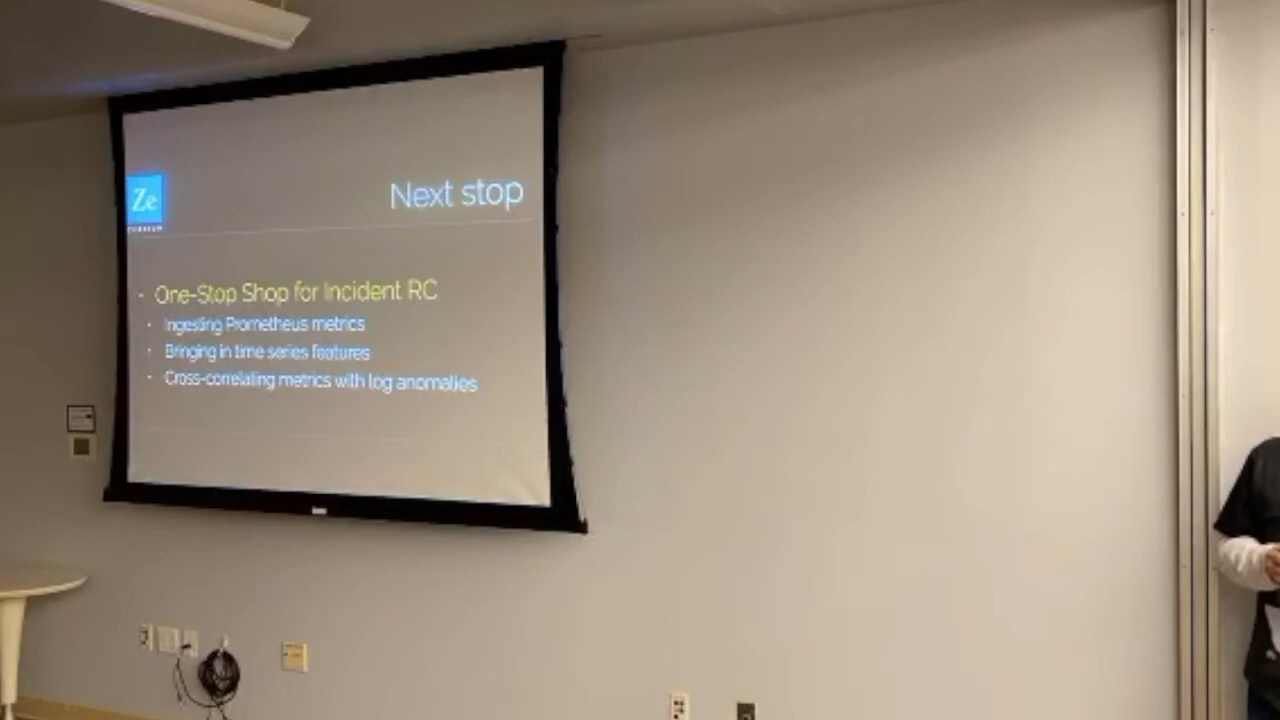 Ze
Next stop
One-Stop Shop for Incident RC
Ingesting Prometheus metrics
Bringing in time series features
Cross-correlating metrics with log anomalies